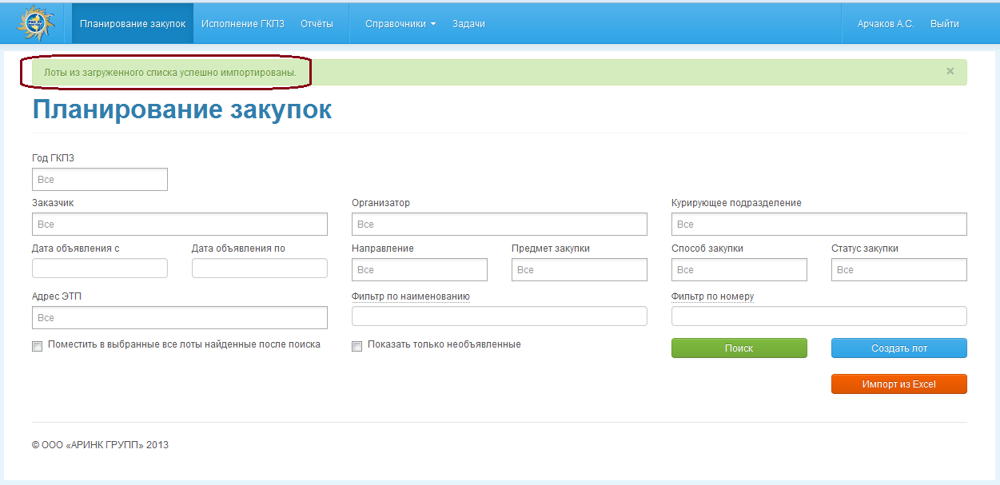 Планирование закупок Исполнение ГКПЗ Отчёты Справочники Задачи Арчаков А.С. Выйти
Лоты из загруженного списка успешно импортированы. ×
Планирование закупок
Год ГКПЗ
Все
Заказчик Организатор Курирующее подразделение
Все Все Все
Дата объявления с Дата объявления по Направление Предмет закупки Способ закупки Статус закупки
Все Все Все Все
Адрес ЭТП Фильтр по наименованию Фильтр по номеру
Все
Поместить в выбранные все лоты найденные после поиска Показать только необъявленные Поиск Создать лот
Импорт из Excel
© ООО «АРИНК ГРУПП» 2013